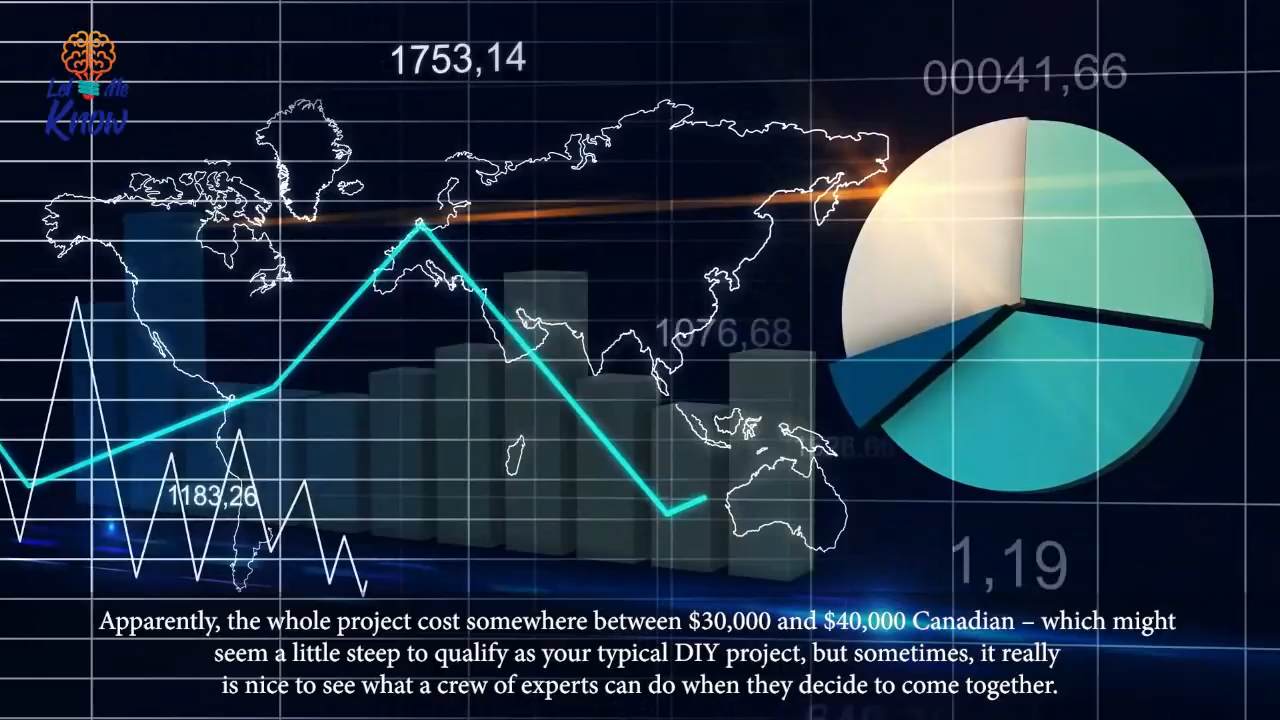 1753,14
00041,66
Let Me
Know
1076,68
1183,26
1,19
Apparently, the whole project cost somewhere between $30,000 and $40,000 Canadian – which might
seem a little steep to qualify as your typical DIY project, but sometimes, it really
is nice to see what a crew of experts can do when they decide to come together.